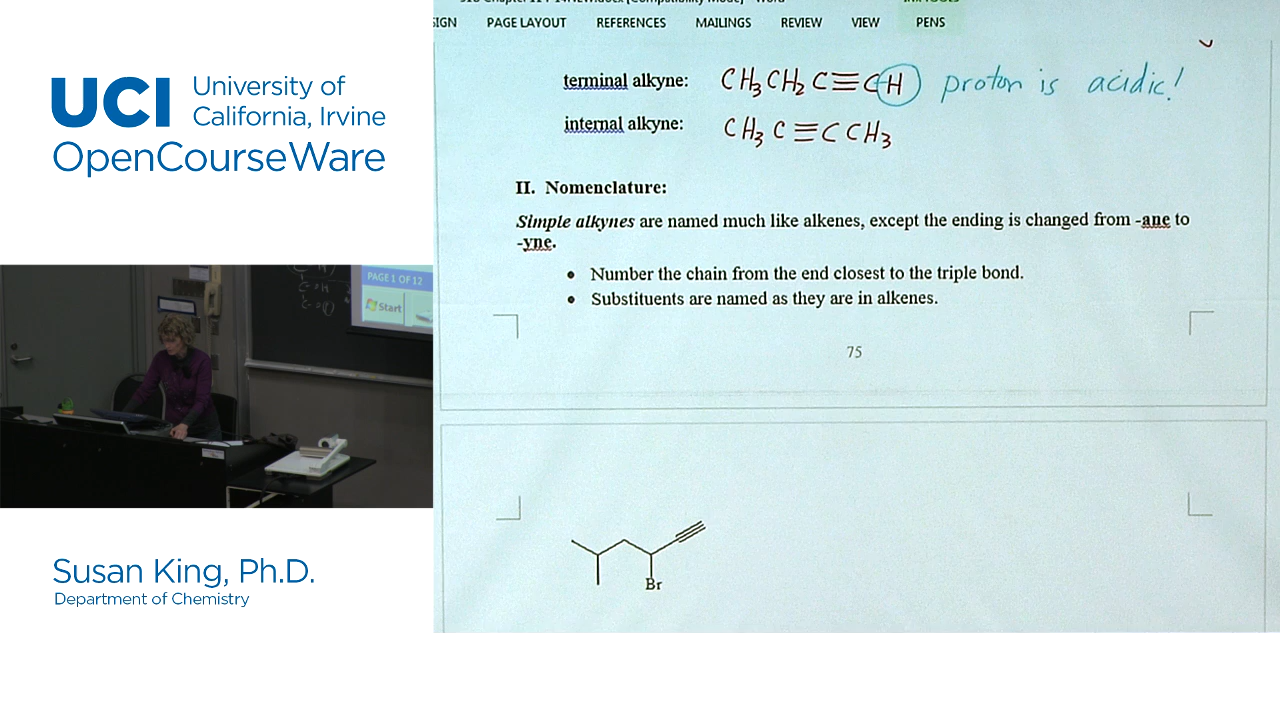 UCI University of California, Irvine
OpenCourseWare
PAGE LAYOUT REFERENCES MAILINGS REVIEW VIEW PENS
terminal alkyne: CH3CH2C≡CH proton is acidic!
internal alkyne: CH3C≡CCH3
II. Nomenclature:
Simple alkynes are named much like alkenes, except the ending is changed from -ane to
-yne.
• Number the chain from the end closest to the triple bond.
• Substituents are named as they are in alkenes.
75
PAGE 1 OF 12
Start
Br
Susan King, Ph.D.
Department of Chemistry